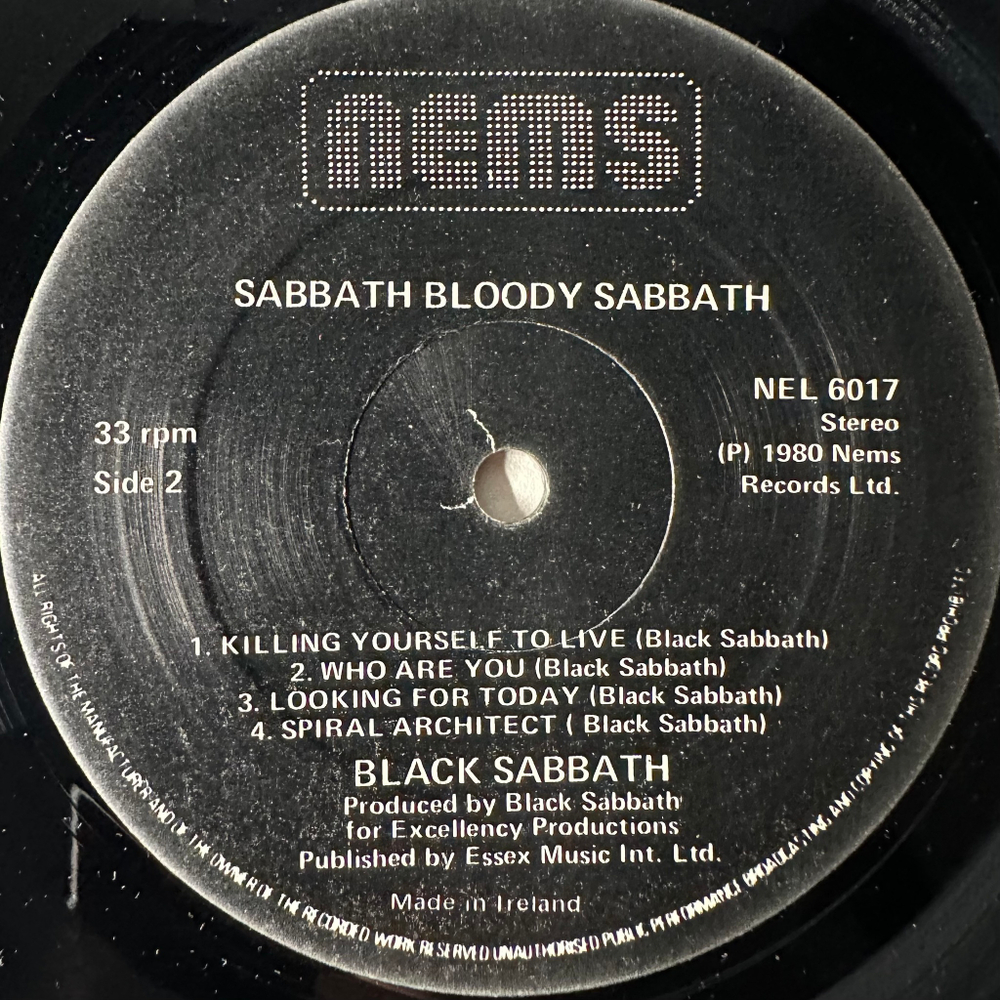 nems
SABBATH BLOODY SABBATH
NEL 6017
Stereo
(P) 1980 Nems
Records Ltd.
33 rpm
Side 2
1. KILLING YOURSELF TO LIVE (Black Sabbath)
2. WHO ARE YOU (Black Sabbath)
3. LOOKING FOR TODAY (Black Sabbath)
4. SPIRAL ARCHITECT ( Black Sabbath)
BLACK SABBATH
Produced by Black Sabbath
for Excellency Productions
Published by Essex Music Int. Ltd.
Made in Ireland
ALL RIGHTS OF THE MANUFACTURER AND OF THE OWNER OF THE RECORDED WORK RESERVED UNAUTHORISED PUBLIC PERFORMANCE BROADCASTING AND COPYING OF THIS RECORD PROHIBITED